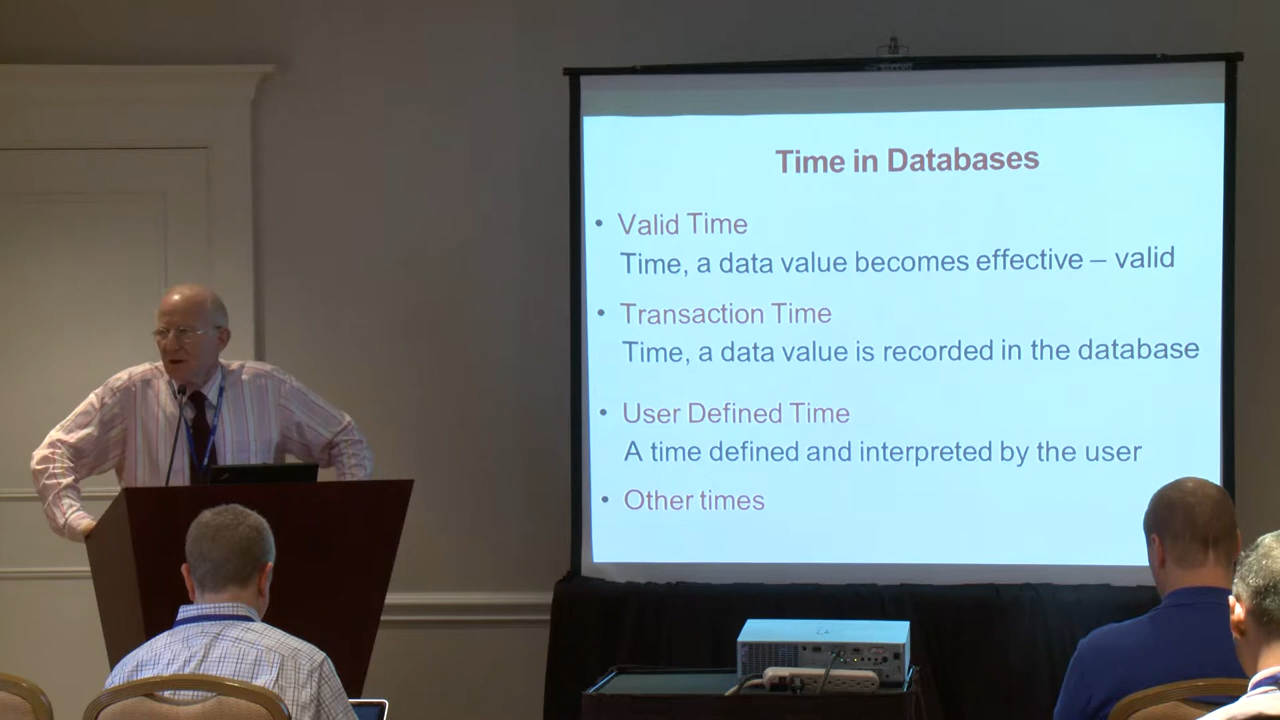 Time in Databases
• Valid Time
Time, a data value becomes effective – valid
• Transaction Time
Time, a data value is recorded in the database
• User Defined Time
A time defined and interpreted by the user
• Other times